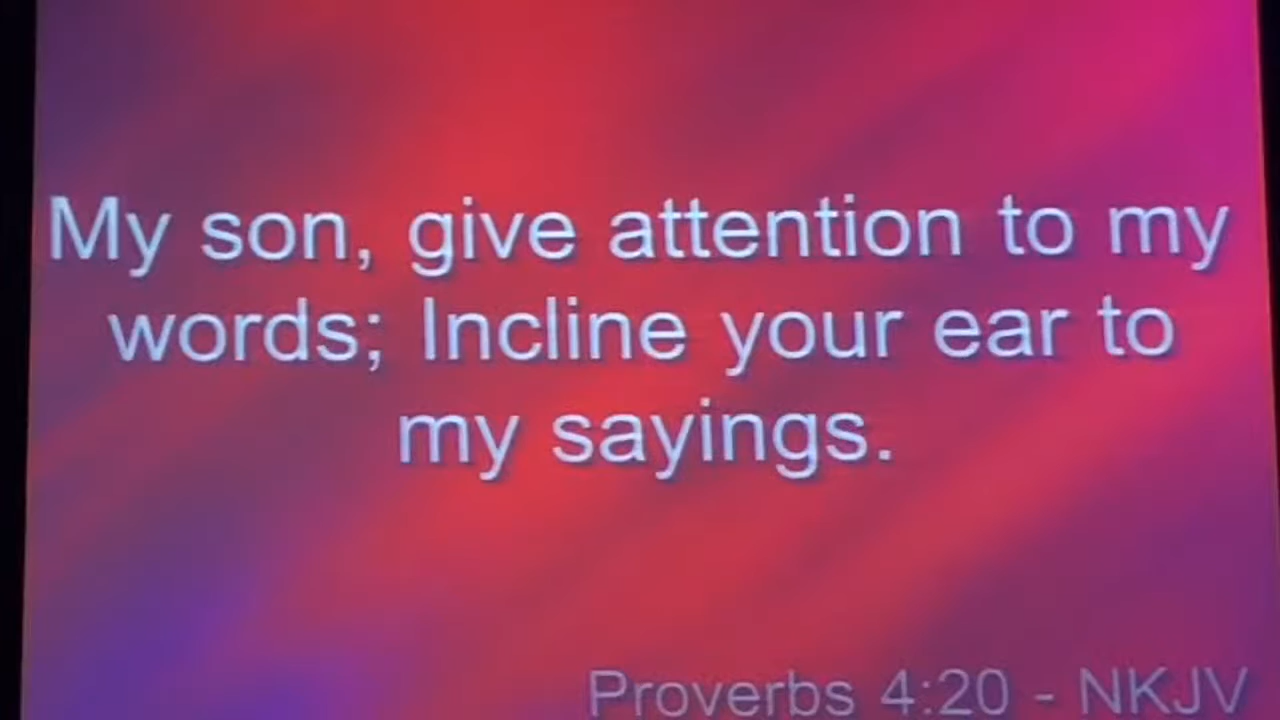 My son, give attention to my
words; Incline your ear to
my sayings.
Proverbs 4:20 - NKJV